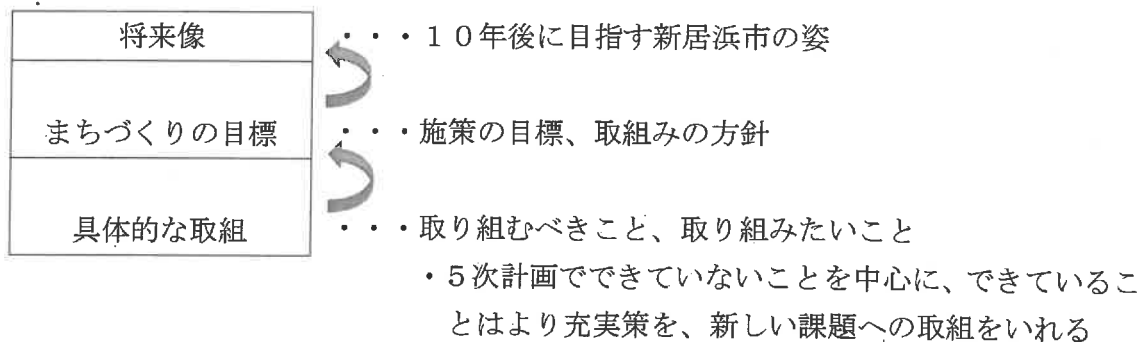 将来像 ・・・１０年後に目指す新居浜市の姿
まちづくりの目標 ・・・施策の目標、取組みの方針
具体的な取組 ・・・取り組むべきこと、取り組みたいこと
・５次計画でできていないことを中心に、できているこ
とはより充実策を、新しい課題への取組をいれる